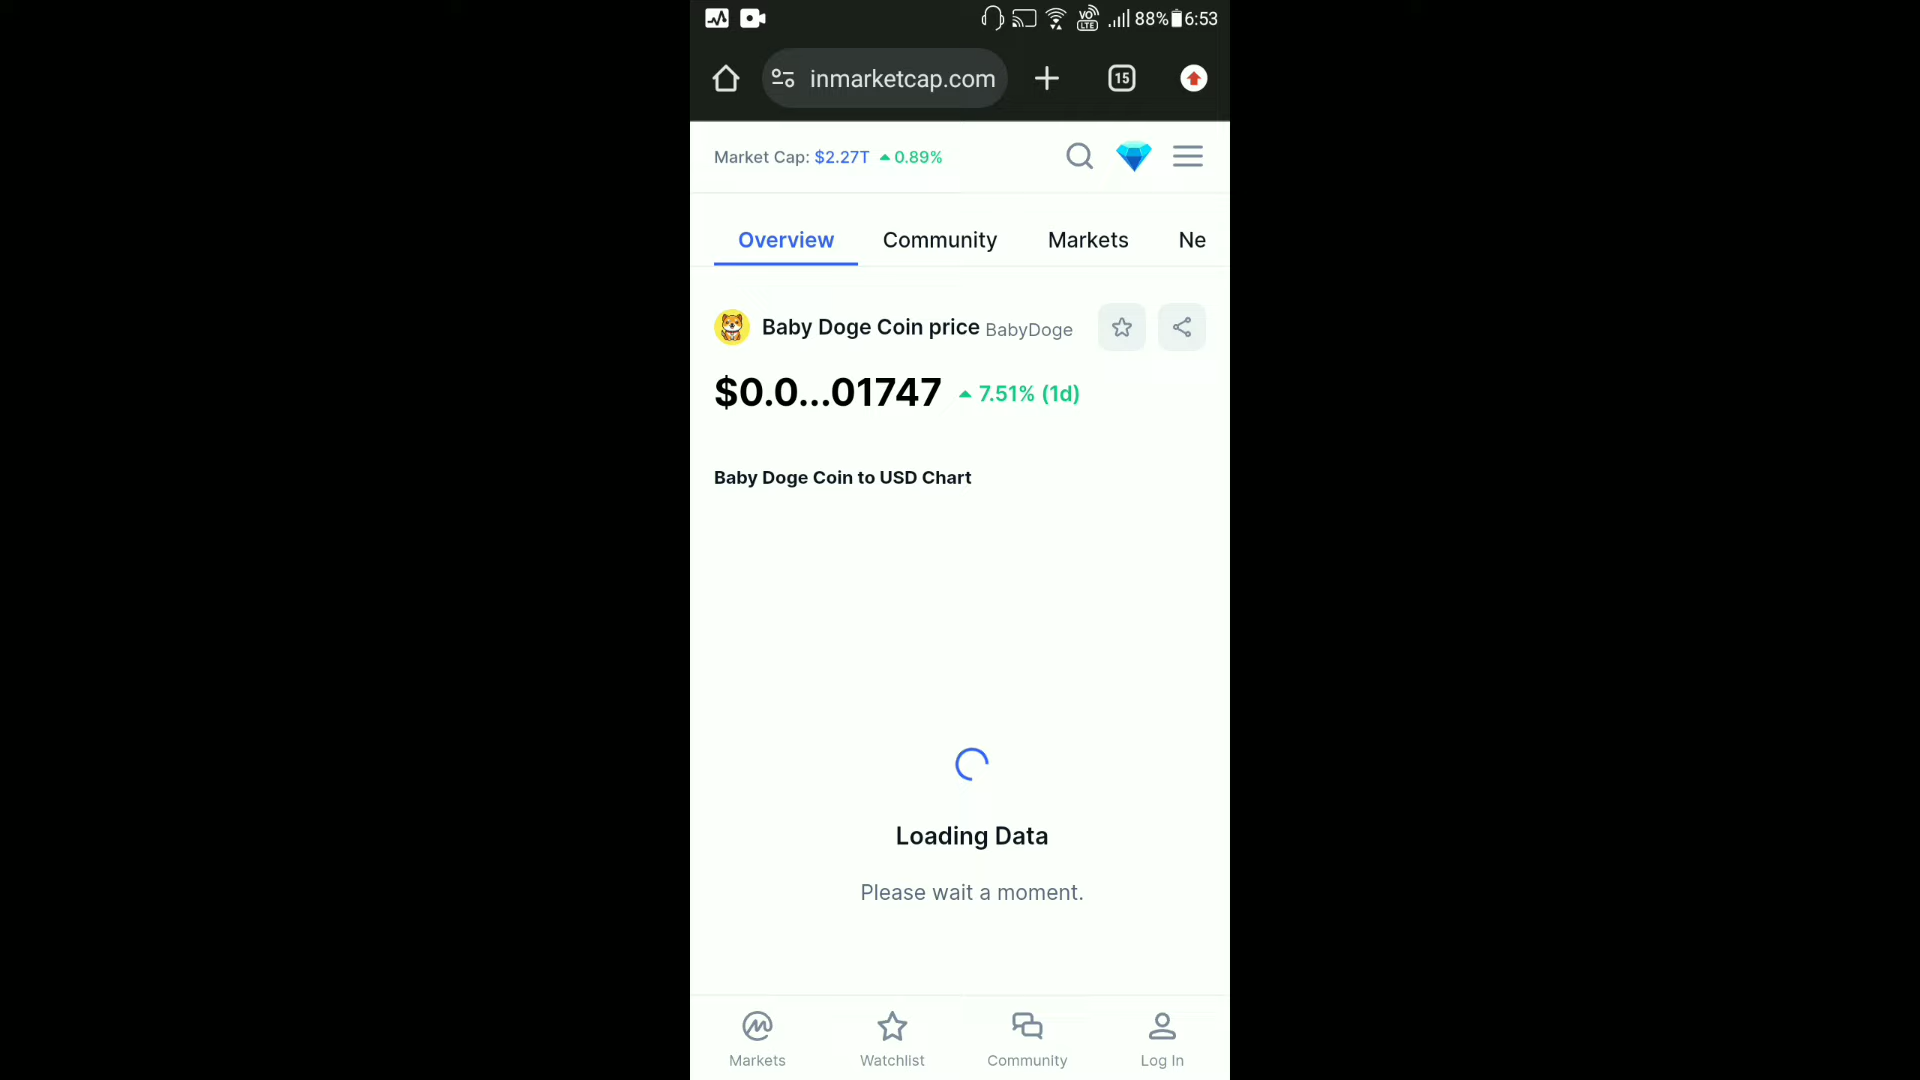 VO LTE 88% 6:53
inmarketcap.com 15
Market Cap: $2.27T 0.89%
Overview Community Markets Ne
Baby Doge Coin price BabyDoge
$0.0...01747 7.51% (1d)
Baby Doge Coin to USD Chart
Loading Data
Please wait a moment.
Markets Watchlist Community Log In